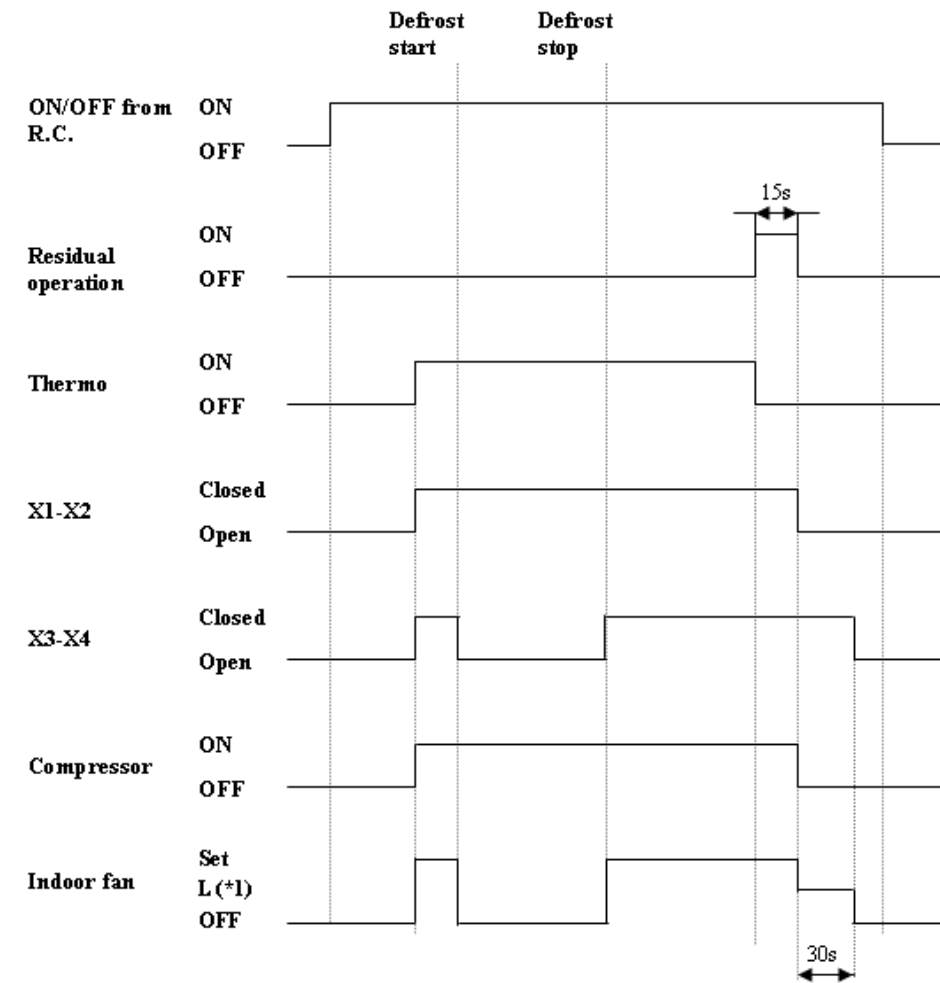 Defrost start
Defrost stop
ON/OFF from R.C.
ON
OFF
15s
Residual operation
ON
OFF
Thermo
ON
OFF
X1-X2
Closed
Open
X3-X4
Closed
Open
Compressor
ON
OFF
Indoor fan
Set
L (*1)
OFF
30s